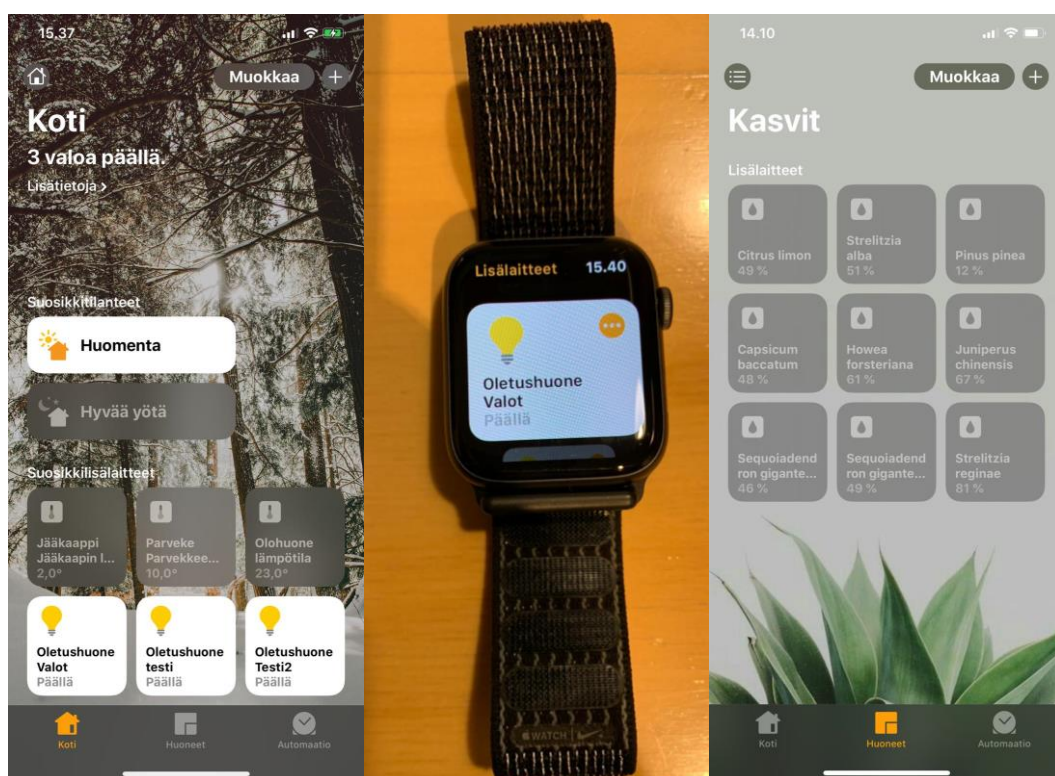 15.37
Muokkaa
Koti
3 valoa päällä.
Lisätietoja >
Suosikkitilanteet
Huomenta
Hyvää yötä
Suosikkilisälaitteet
Jääkaappi
Jääkaapin l...
2,0°
Parveke
Parvekkee...
10,0°
Olohuone
lämpötila
23,0°
Oletushuone
Valot
Päällä
Oletushuone
testi
Päällä
Oletushuone
Testi2
Päällä
Koti
Huoneet
Automaatio
Lisälaitteet 15.40
Oletushuone
Valot
Päällä
WATCH
14.10
Muokkaa
Kasvit
Lisälaitteet
Citrus limon
49 %
Strelitzia
alba
51 %
Pinus pinea
12 %
Capsicum
baccatum
48 %
Howea
forsteriana
61 %
Juniperus
chinensis
67 %
Sequoiadend
ron gigante...
46 %
Sequoiadend
ron gigante...
49 %
Strelitzia
reginae
81 %
Koti
Huoneet
Automaatio